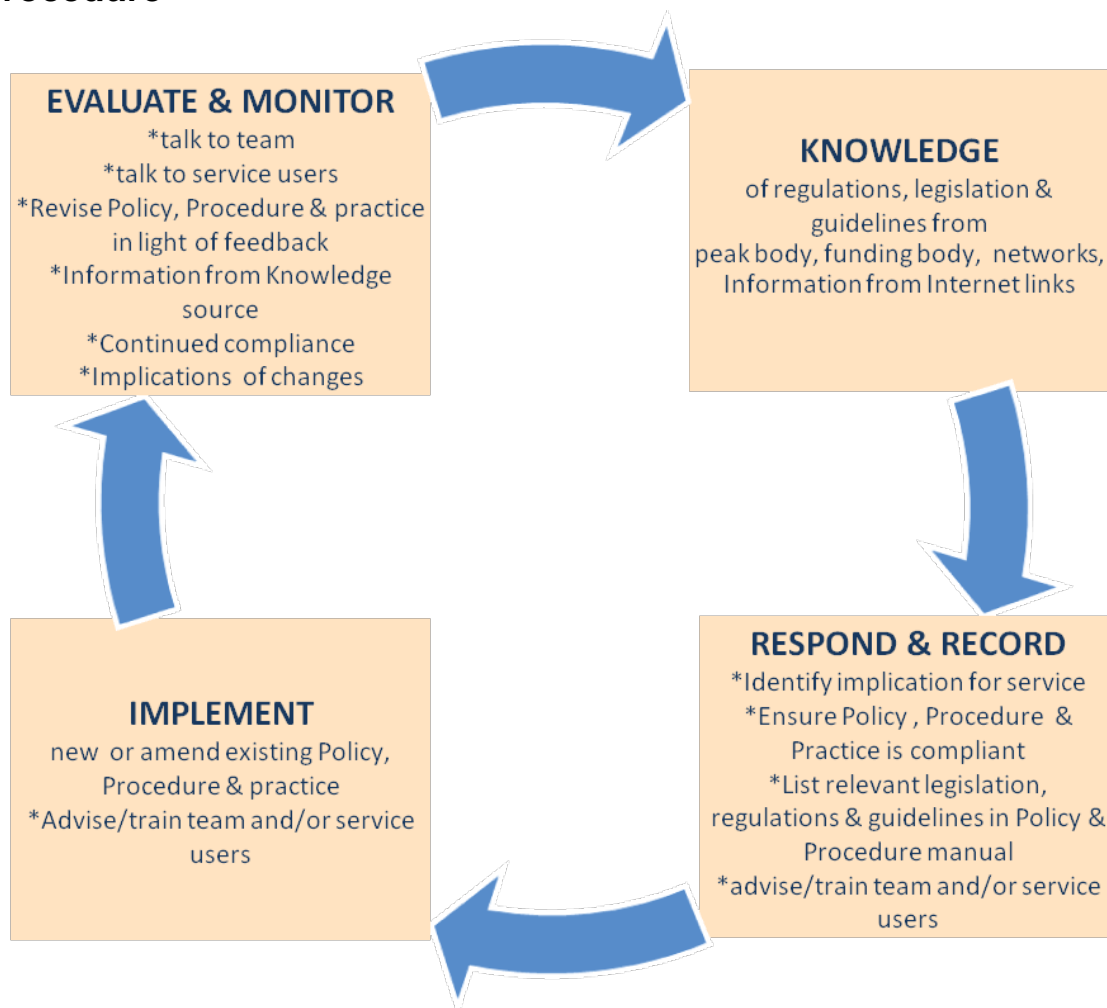 EVALUATE & MONITOR
*talk to team
*talk to service users
*Revise Policy, Procedure & practice
in light of feedback
*Information from Knowledge
source
*Continued compliance
*Implications of changes
KNOWLEDGE
of regulations, legislation &
guidelines from
peak body, funding body, networks,
Information from Internet links
RESPOND & RECORD
*Identify implication for service
*Ensure Policy , Procedure &
Practice is compliant
*List relevant legislation,
regulations & guidelines in Policy &
Procedure manual
*advise/train team and/or service
users
IMPLEMENT
new or amend existing Policy,
Procedure & practice
*Advise/train team and/or service
users